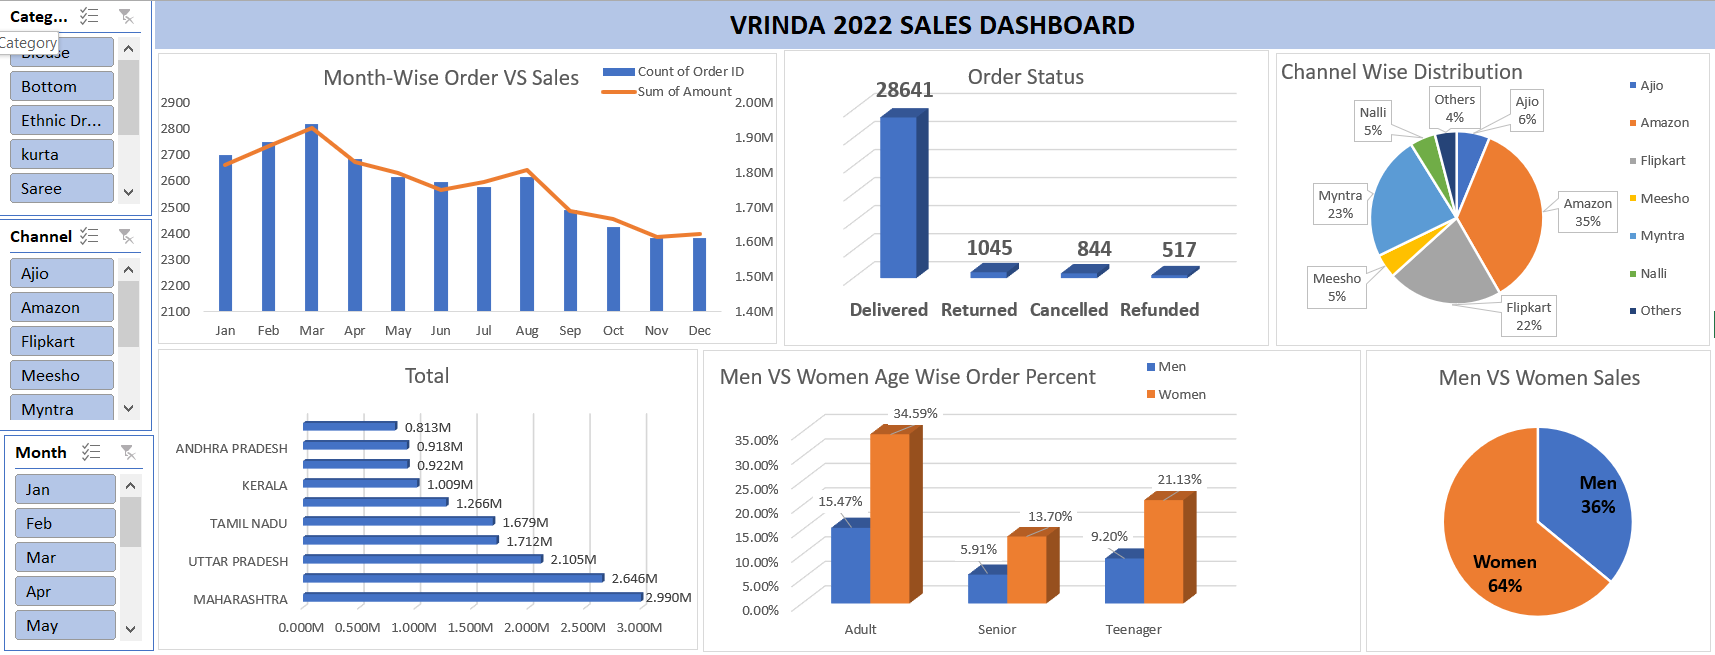 VRINDA 2022 SALES DASHBOARD
Categ...
Category
Blouse
Bottom
Ethnic Dr...
kurta
Saree
Channel
Ajio
Amazon
Flipkart
Meesho
Myntra
Month
Jan
Feb
Mar
Apr
May
Month-Wise Order VS Sales
Count of Order ID
Sum of Amount
2900
2800
2700
2600
2500
2400
2300
2200
2100
2.00M
1.90M
1.80M
1.70M
1.60M
1.50M
1.40M
Jan Feb Mar Apr May Jun Jul Aug Sep Oct Nov Dec
Order Status
28641
1045
844
517
Delivered Returned Cancelled Refunded
Channel Wise Distribution
Others
4%
Ajio
6%
Nalli
5%
Myntra
23%
Amazon
35%
Meesho
5%
Flipkart
22%
Ajio
Amazon
Flipkart
Meesho
Myntra
Nalli
Others
Total
0.813M
ANDHRA PRADESH 0.918M
0.922M
KERALA 1.009M
1.266M
TAMIL NADU 1.679M
1.712M
UTTAR PRADESH 2.105M
2.646M
MAHARASHTRA 2.990M
0.000M 0.500M 1.000M 1.500M 2.000M 2.500M 3.000M
Men VS Women Age Wise Order Percent
Men
Women
35.00%
30.00%
25.00%
20.00%
15.00%
10.00%
5.00%
0.00%
15.47%
34.59%
5.91%
13.70%
9.20%
21.13%
Adult Senior Teenager
Men VS Women Sales
Men
36%
Women
64%